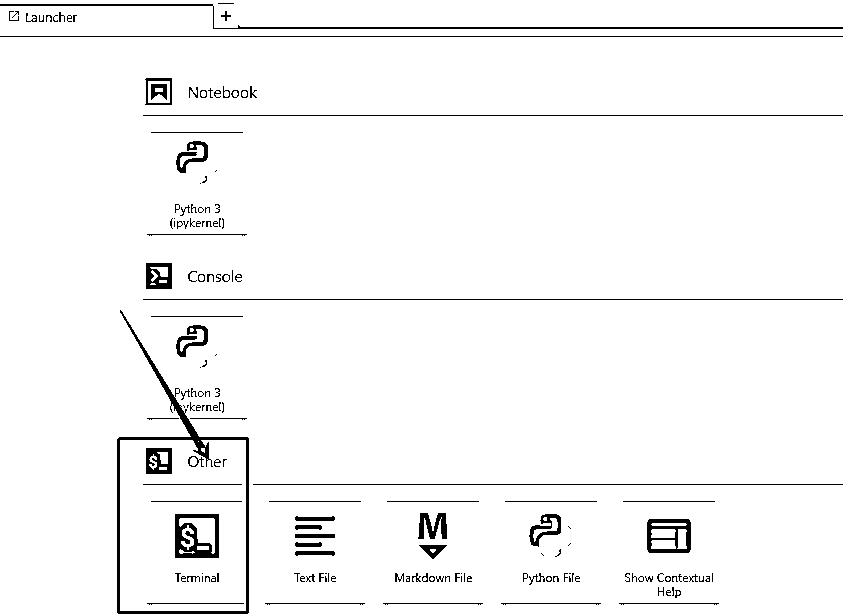 Launcher
+
Notebook
Python 3
(ipykernel)
Console
Python 3
(ipykernel)
$ Other
$
M
Terminal
Text File
Markdown File
Python File
Show Contextual
Help